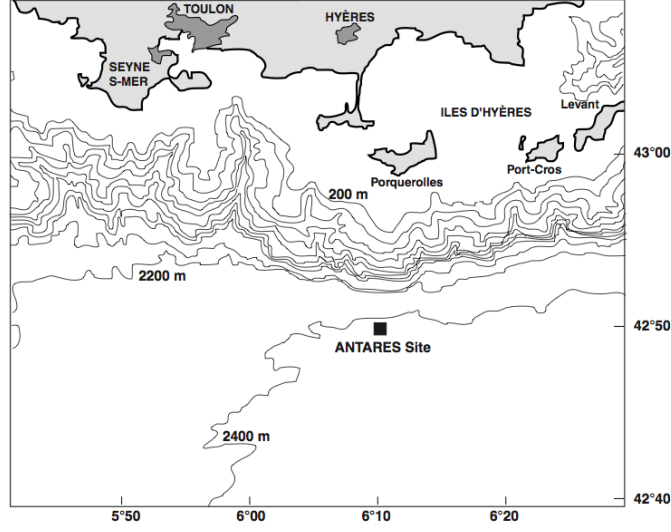 TOULON
HYÈRES
SEYNE
S-MER
Levant
ILES D'HYÈRES
43°00
Port-Cros
Porquerolles
200 m
2200 m
42°50
ANTARES Site
2400 m
42°40
5°50
6°00
6°10
6°20